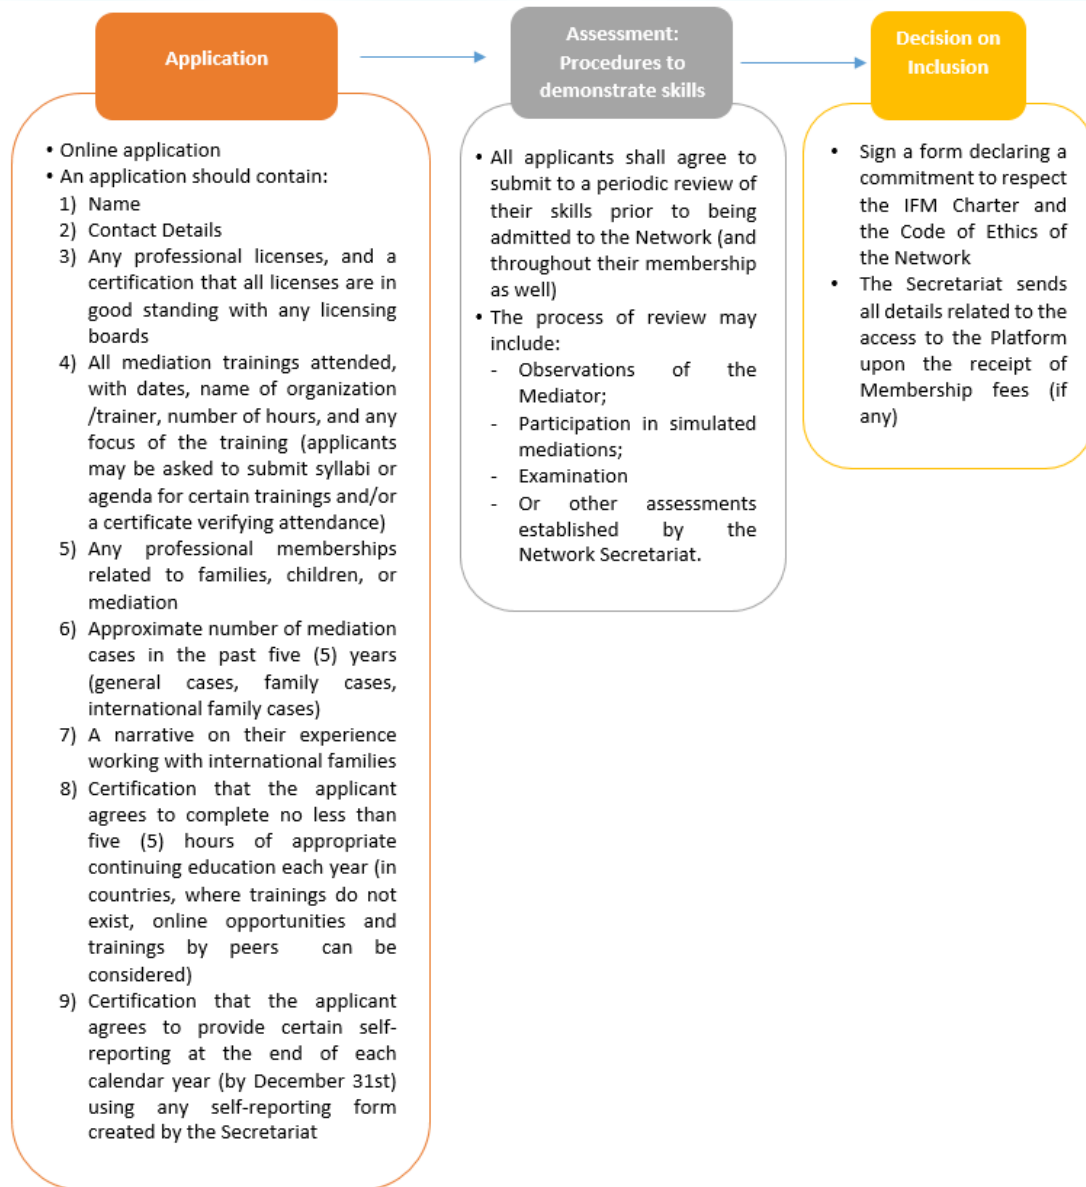 Application
• Online application
• An application should contain:
1) Name
2) Contact Details
3) Any professional licenses, and a
certification that all licenses are in
good standing with any licensing
boards
4) All mediation trainings attended,
with dates, name of organization
/trainer, number of hours, and any
focus of the training (applicants
may be asked to submit syllabi or
agenda for certain trainings and/or
a certificate verifying attendance)
5) Any professional memberships
related to families, children, or
mediation
6) Approximate number of mediation
cases in the past five (5) years
(general cases, family cases,
international family cases)
7) A narrative on their experience
working with international families
8) Certification that the applicant
agrees to complete no less than
five (5) hours of appropriate
continuing education each year (in
countries, where trainings do not
exist, online opportunities and
trainings by peers can be
considered)
9) Certification that the applicant
agrees to provide certain self-
reporting at the end of each
calendar year (by December 31st)
using any self-reporting form
created by the Secretariat
Assessment:
Procedures to
demonstrate skills
• All applicants shall agree to
submit to a periodic review of
their skills prior to being
admitted to the Network (and
throughout their membership
as well)
• The process of review may
include:
- Observations of the
Mediator;
- Participation in simulated
mediations;
- Examination
- Or other assessments
established by the
Network Secretariat.
Decision on
Inclusion
• Sign a form declaring a
commitment to respect
the IFM Charter and
the Code of Ethics of
the Network
• The Secretariat sends
all details related to the
access to the Platform
upon the receipt of
Membership fees (if
any)